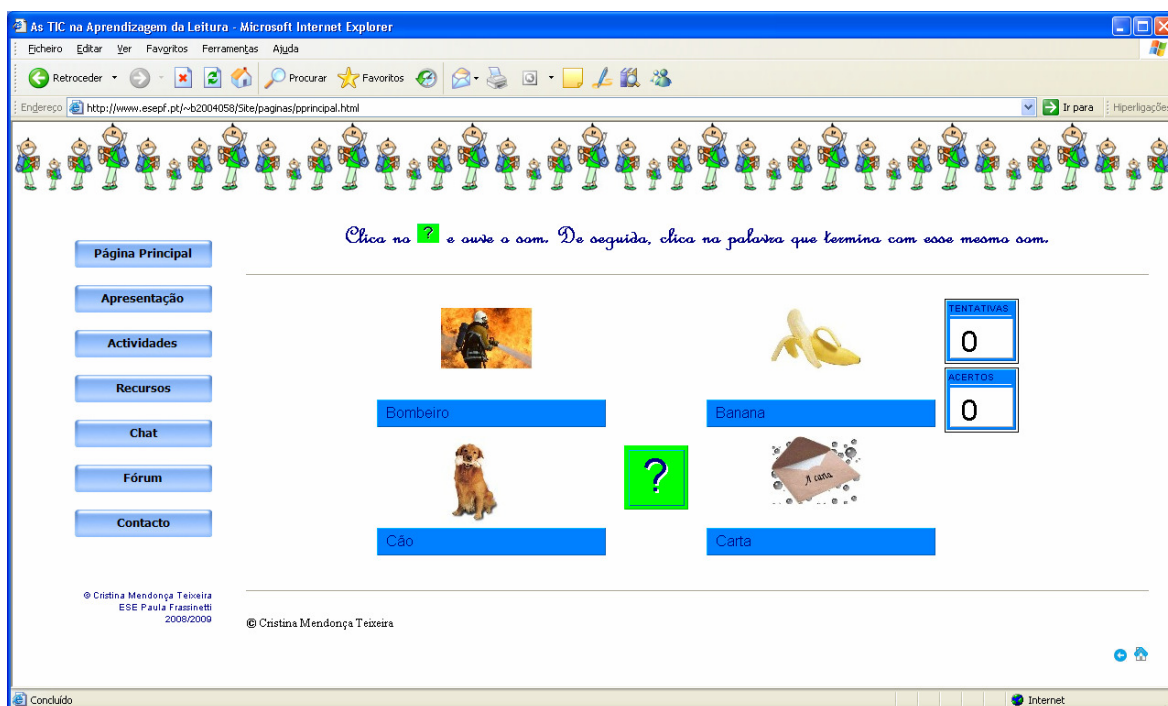 As TIC na Aprendizagem da Leitura - Microsoft Internet Explorer
Ficheiro Editar Ver Favoritos Ferramentas Ajuda
Retroceder Procurar Favoritos
Endereço http://www.esepf.pt/~b2004058/Site/paginas/pprincipal.html Ir para Hiperligações
Clica no ? e ouve o som. De seguida, clica na palavra que termina com esse mesmo som.
Página Principal
Apresentação
Actividades
Recursos
Chat
Fórum
Contacto
TENTATIVAS
0
ACERTOS
0
Bombeiro
Banana
?
A carta
Cão
Carta
© Cristina Mendonça Teixeira
ESE Paula Frassinetti
2008/2009
© Cristina Mendonça Teixeira
Concluído
Internet